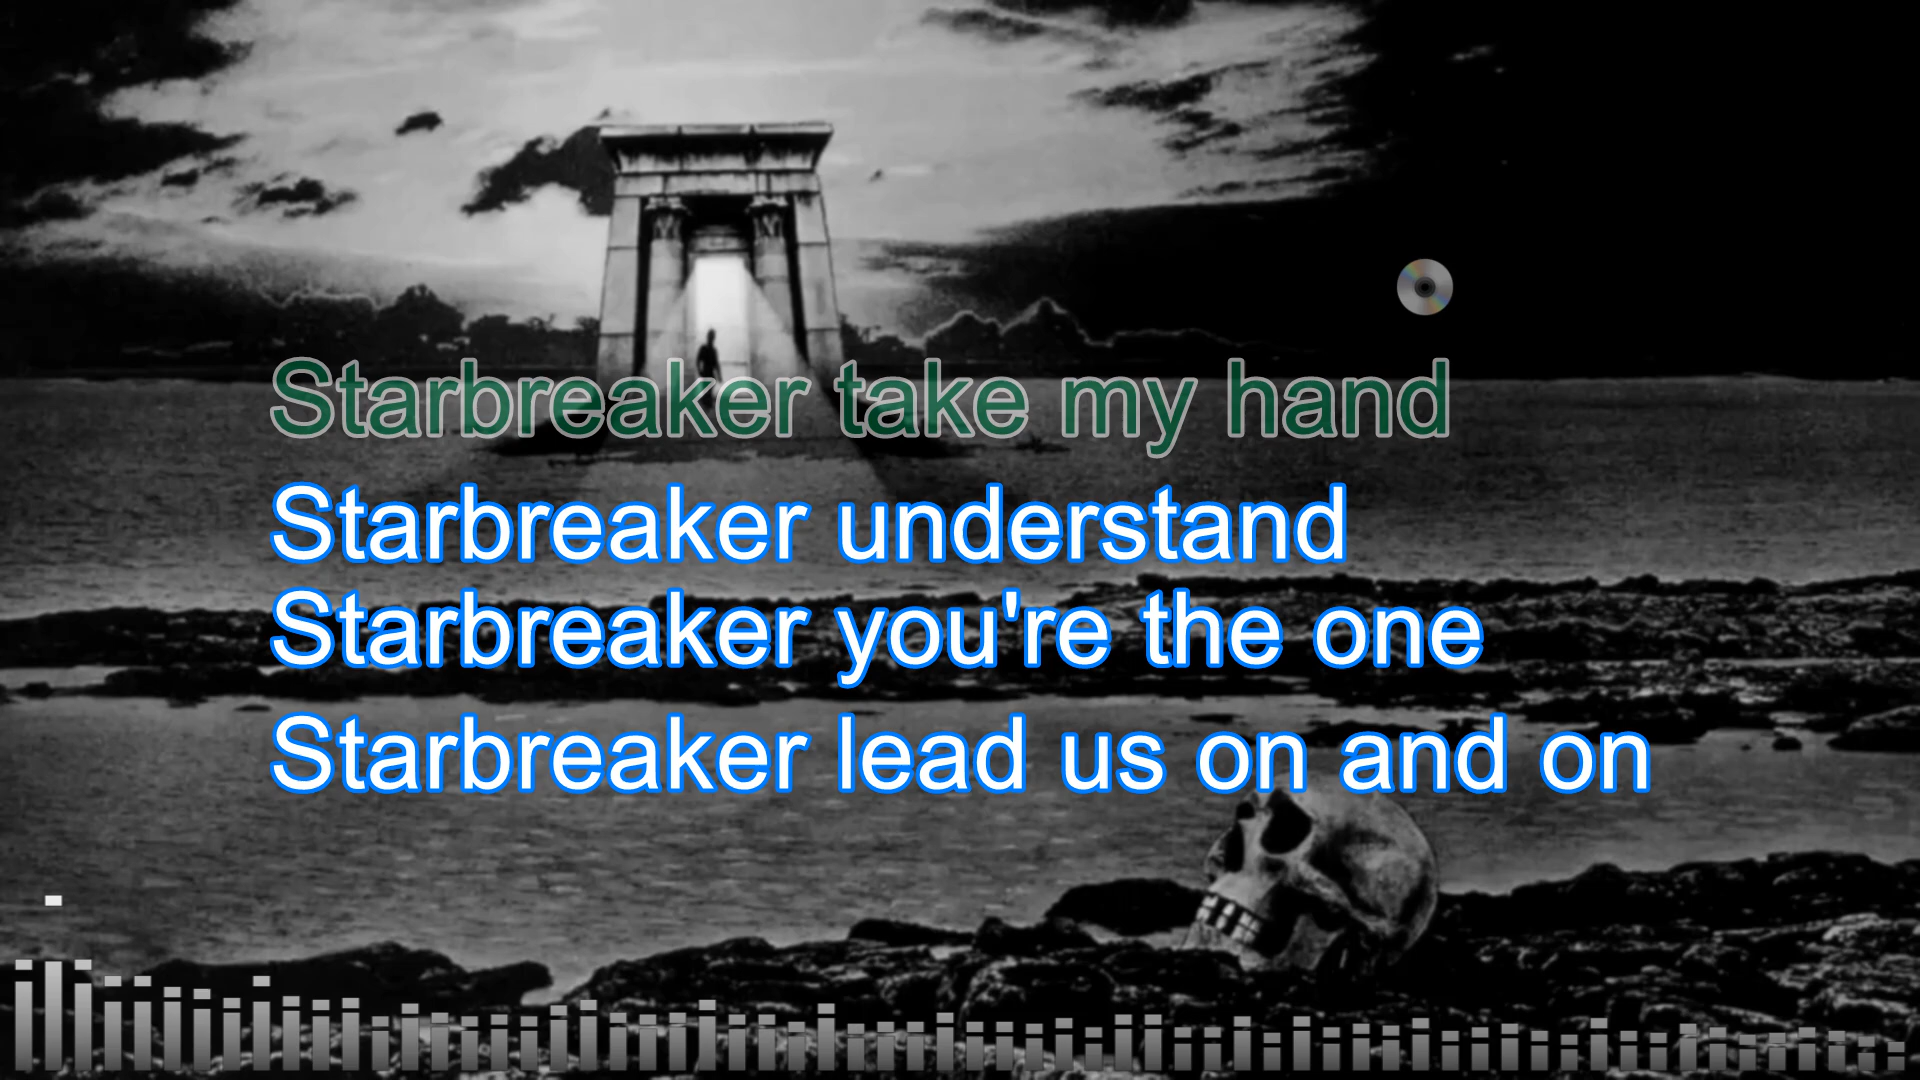 Starbreaker take my hand
Starbreaker understand
Starbreaker you're the one
Starbreaker lead us on and on